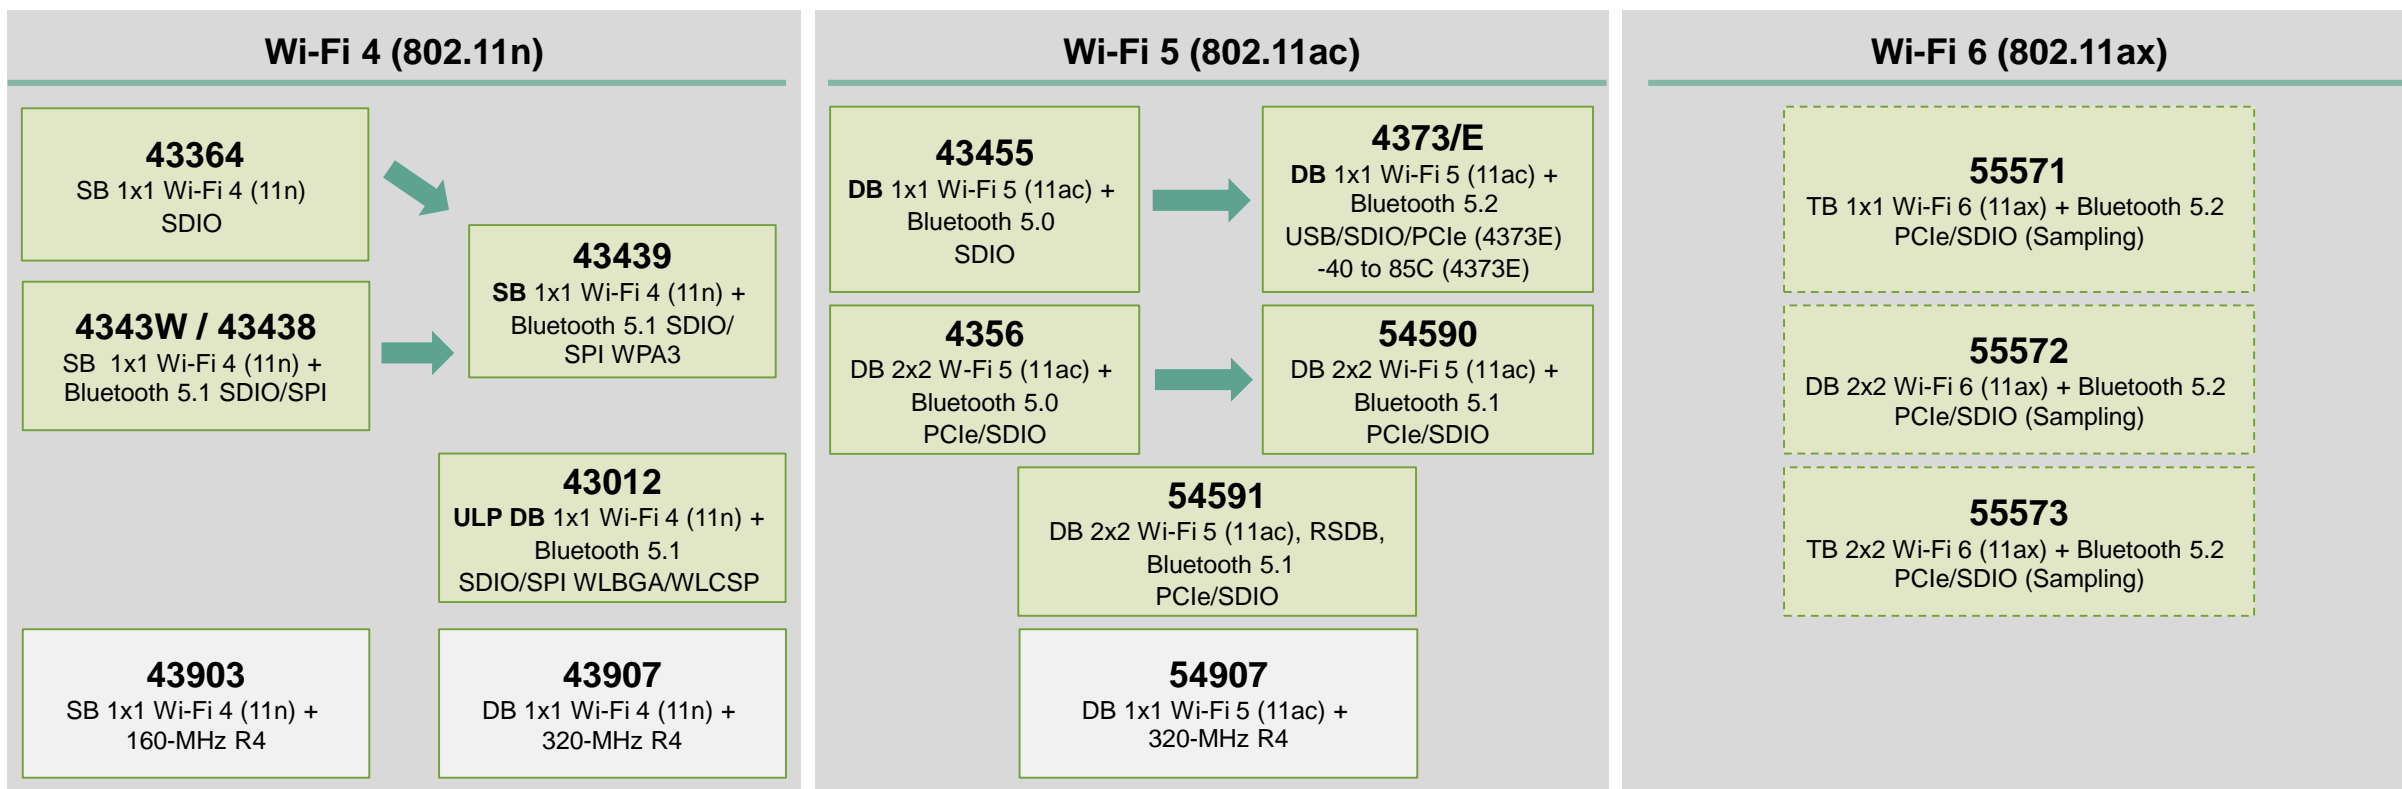 Wi-Fi 4 (802.11n)
43364
SB 1x1 Wi-Fi 4 (11n)
SDIO
4343W / 43438
SB 1x1 Wi-Fi 4 (11n) +
Bluetooth 5.1 SDIO/SPI
43439
SB 1x1 Wi-Fi 4 (11n) +
Bluetooth 5.1 SDIO/
SPI WPA3
43012
ULP DB 1x1 Wi-Fi 4 (11n) +
Bluetooth 5.1
SDIO/SPI WLBGA/WLCSP
43903
SB 1x1 Wi-Fi 4 (11n) +
160-MHz R4
43907
DB 1x1 Wi-Fi 4 (11n) +
320-MHz R4
Wi-Fi 5 (802.11ac)
43455
DB 1x1 Wi-Fi 5 (11ac) +
Bluetooth 5.0
SDIO
4373/E
DB 1x1 Wi-Fi 5 (11ac) +
Bluetooth 5.2
USB/SDIO/PCIe (4373E)
-40 to 85C (4373E)
4356
DB 2x2 W-Fi 5 (11ac) +
Bluetooth 5.0
PCIe/SDIO
54590
DB 2x2 Wi-Fi 5 (11ac) +
Bluetooth 5.1
PCIe/SDIO
54591
DB 2x2 Wi-Fi 5 (11ac), RSDB,
Bluetooth 5.1
PCIe/SDIO
54907
DB 1x1 Wi-Fi 5 (11ac) +
320-MHz R4
Wi-Fi 6 (802.11ax)
55571
TB 1x1 Wi-Fi 6 (11ax) + Bluetooth 5.2
PCIe/SDIO (Sampling)
55572
DB 2x2 Wi-Fi 6 (11ax) + Bluetooth 5.2
PCIe/SDIO (Sampling)
55573
TB 2x2 Wi-Fi 6 (11ax) + Bluetooth 5.2
PCIe/SDIO (Sampling)